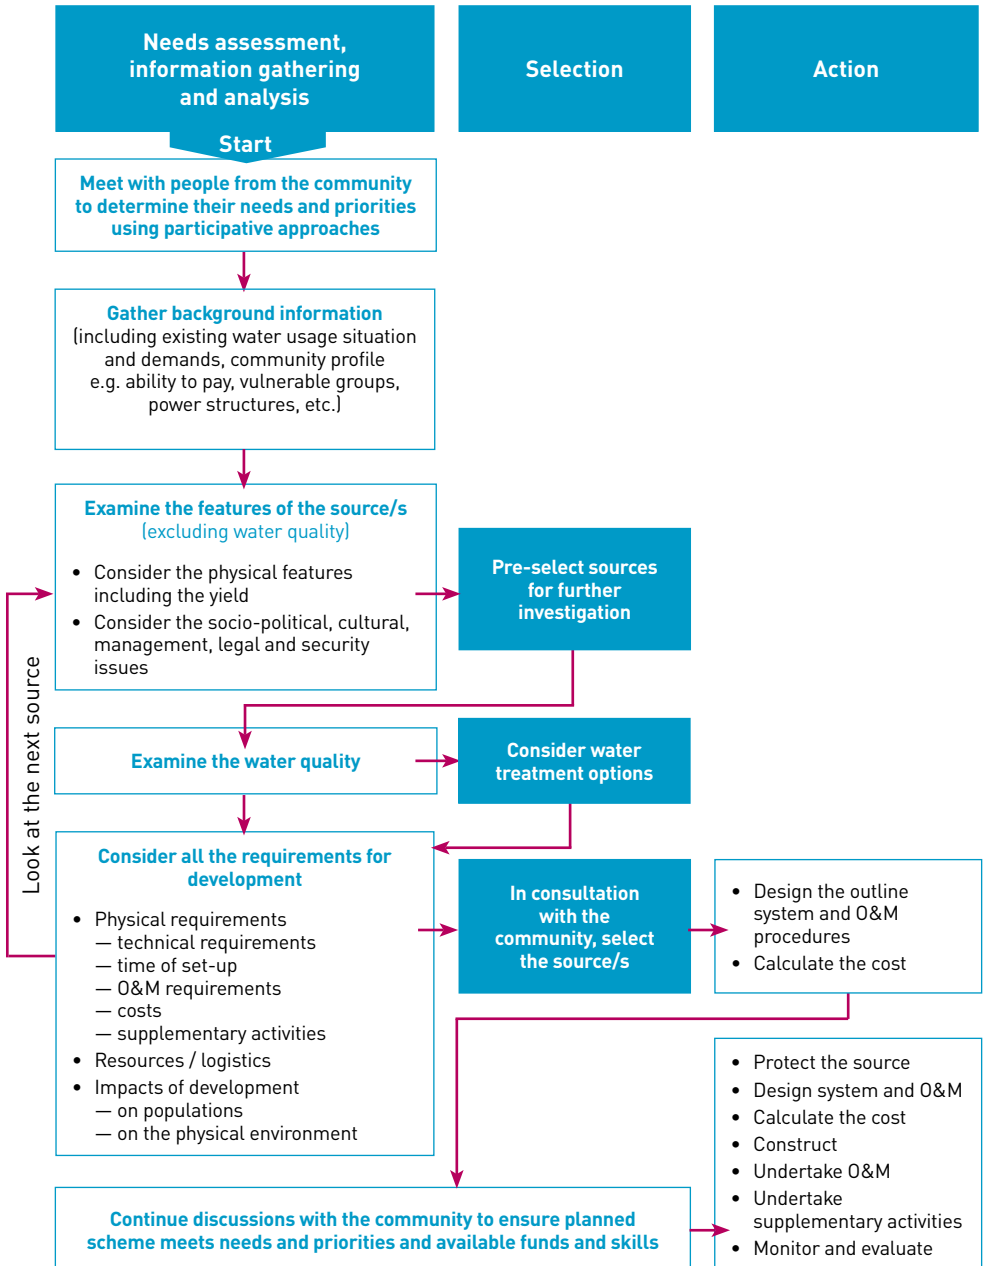 Needs assessment,
information gathering
and analysis
Selection
Action
Start
Meet with people from the community
to determine their needs and priorities
using participative approaches
Gather background information
(including existing water usage situation
and demands, community profile
e.g. ability to pay, vulnerable groups,
power structures, etc.)
Examine the features of the source/s
(excluding water quality)
• Consider the physical features
including the yield
• Consider the socio-political, cultural,
management, legal and security
issues
Pre-select sources
for further
investigation
Look at the next source
Examine the water quality
Consider water
treatment options
Consider all the requirements for
development
• Physical requirements
— technical requirements
— time of set-up
— O&M requirements
— costs
— supplementary activities
• Resources / logistics
• Impacts of development
— on populations
— on the physical environment
In consultation
with the
community, select
the source/s
• Design the outline
system and O&M
procedures
• Calculate the cost
• Protect the source
• Design system and O&M
• Calculate the cost
• Construct
• Undertake O&M
• Undertake
supplementary activities
• Monitor and evaluate
Continue discussions with the community to ensure planned
scheme meets needs and priorities and available funds and skills